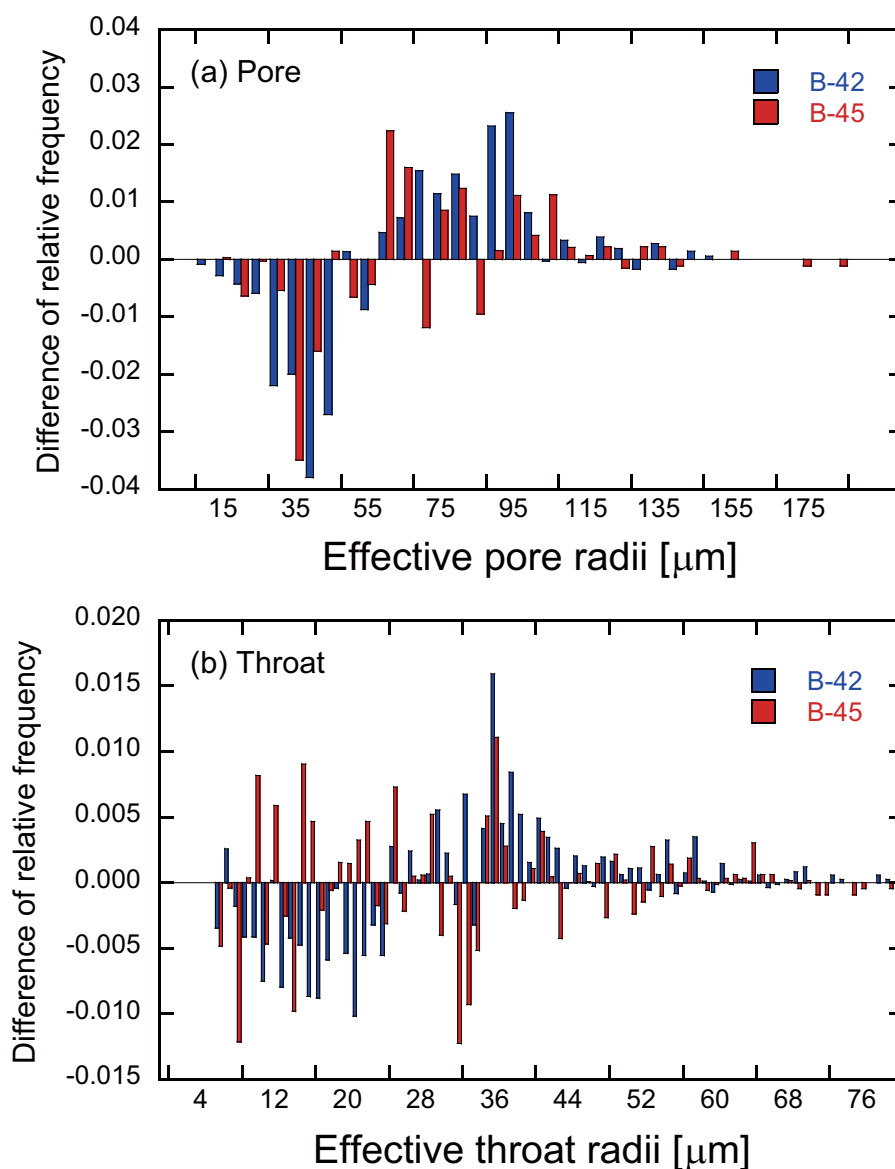 0.04
(a) Pore
B-42
B-45
0.03
0.02
0.01
0.00
-0.01
-0.02
-0.03
-0.04
Difference of relative frequency
15 35 55 75 95 115 135 155 175
Effective pore radii [μm]
0.020
(b) Throat
B-42
B-45
0.015
0.010
0.005
0.000
-0.005
-0.010
-0.015
Difference of relative frequency
4 12 20 28 36 44 52 60 68 76
Effective throat radii [μm]